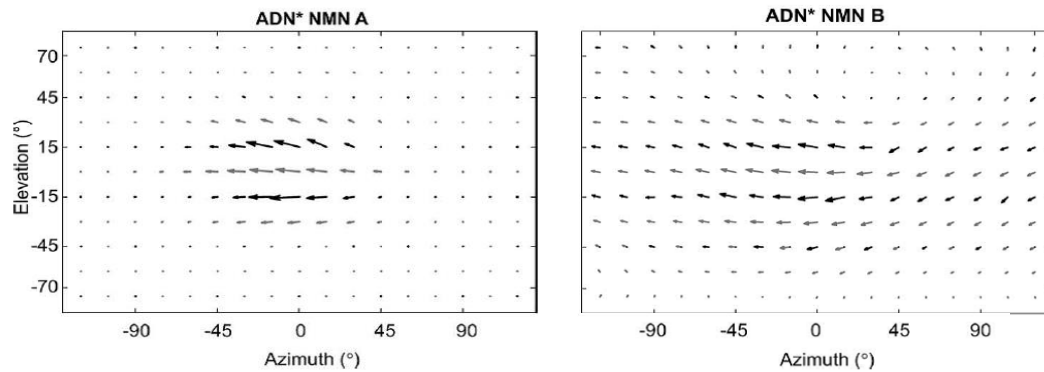 ADN* NMN A
ADN* NMN B
Elevation (°)
70
45
15
-15
-45
-70
-90 -45 0 45 90
-90 -45 0 45 90
Azimuth (°)
Azimuth (°)